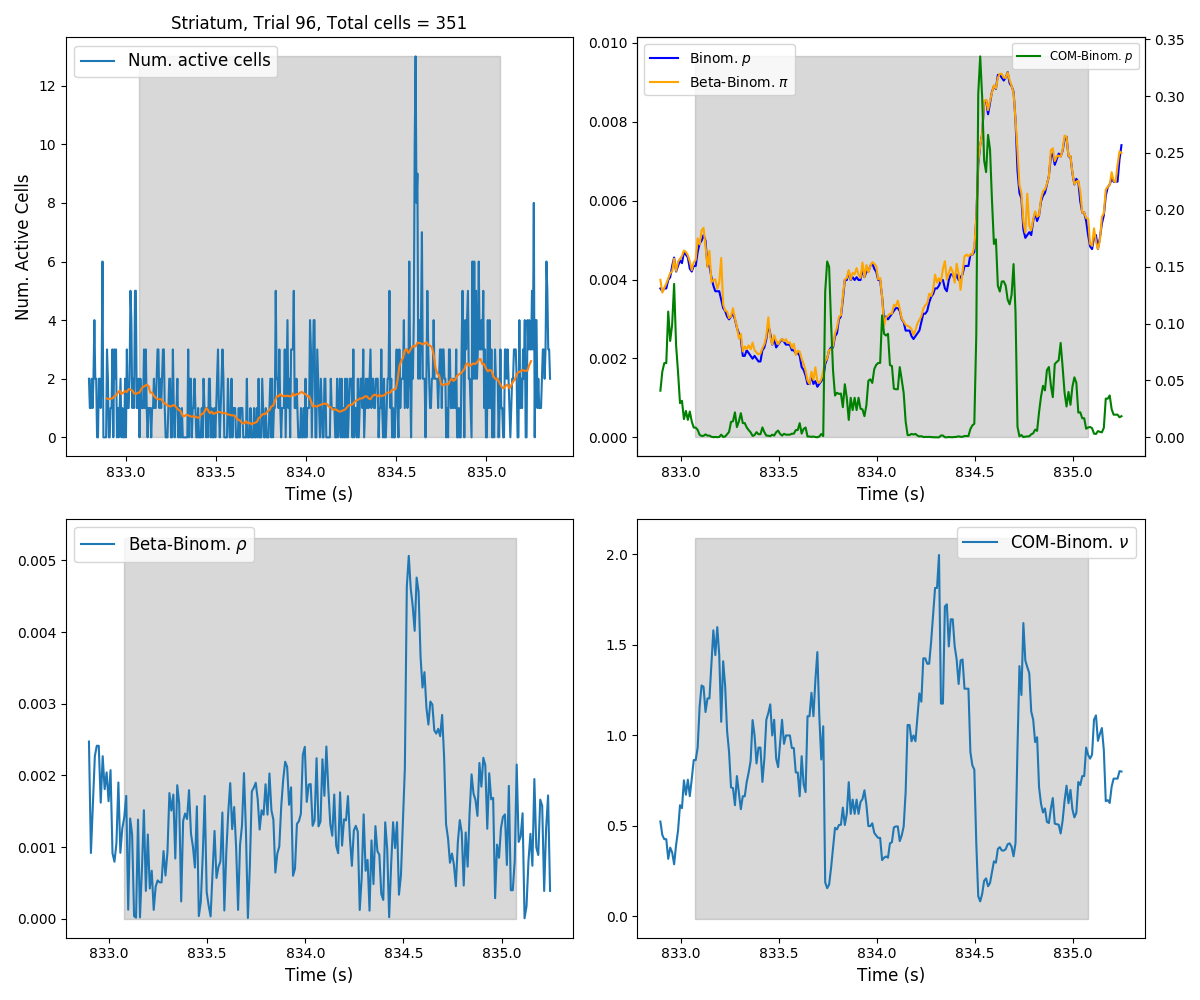 Striatum, Trial 96, Total cells = 351
Num. active cells
Num. Active Cells
12
10
8
6
4
2
0
833.0 833.5 834.0 834.5 835.0
Time (s)
Binom. p
Beta-Binom. π
COM-Binom. p
0.010
0.008
0.006
0.004
0.002
0.000
0.35
0.30
0.25
0.20
0.15
0.10
0.05
0.00
833.0 833.5 834.0 834.5 835.0
Time (s)
Beta-Binom. ρ
0.005
0.004
0.003
0.002
0.001
0.000
833.0 833.5 834.0 834.5 835.0
Time (s)
COM-Binom. ν
2.0
1.5
1.0
0.5
0.0
833.0 833.5 834.0 834.5 835.0
Time (s)